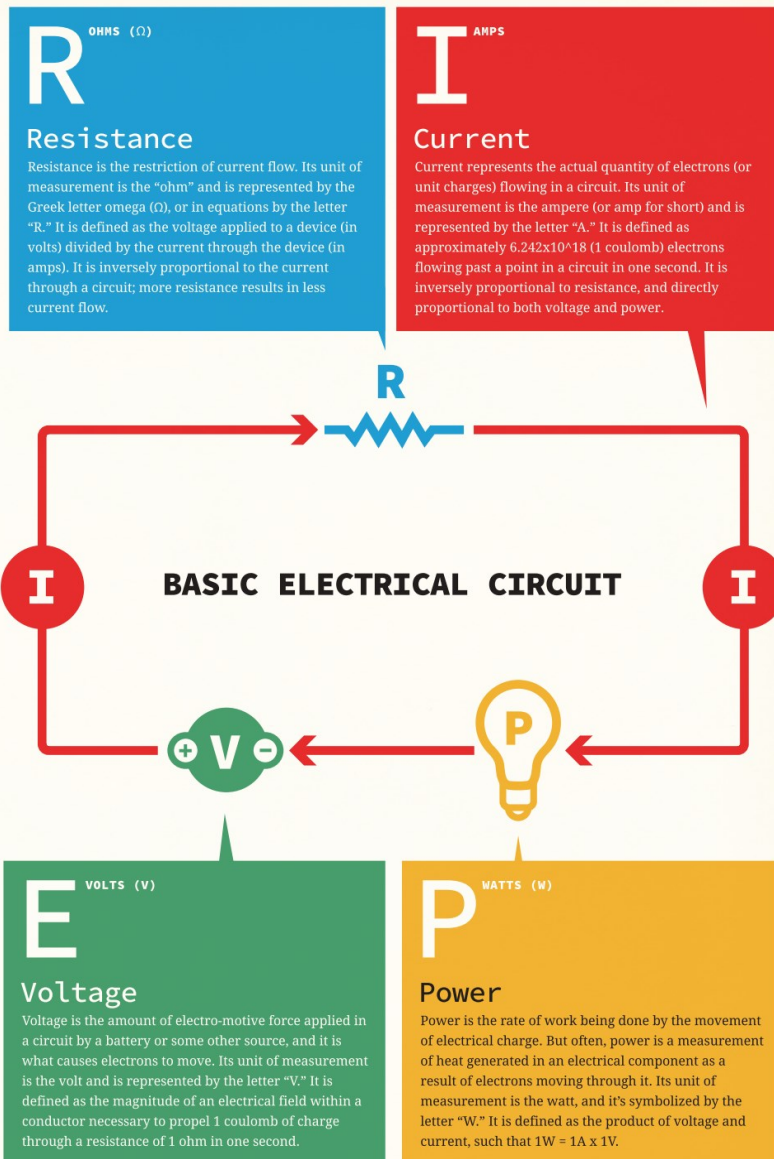 R OHMS (Ω)
Resistance
Resistance is the restriction of current flow. Its unit of
measurement is the “ohm” and is represented by the
Greek letter omega (Ω), or in equations by the letter
“R.” It is defined as the voltage applied to a device (in
volts) divided by the current through the device (in
amps). It is inversely proportional to the current
through a circuit; more resistance results in less
current flow.
I AMPS
Current
Current represents the actual quantity of electrons (or
unit charges) flowing in a circuit. Its unit of
measurement is the ampere (or amp for short) and is
represented by the letter “A.” It is defined as
approximately 6.242x10^18 (1 coulomb) electrons
flowing past a point in a circuit in one second. It is
inversely proportional to resistance, and directly
proportional to both voltage and power.
R
I
BASIC ELECTRICAL CIRCUIT
I
+ V −
P
E VOLTS (V)
Voltage
Voltage is the amount of electro-motive force applied in
a circuit by a battery or some other source, and it is
what causes electrons to move. Its unit of measurement
is the volt and is represented by the letter “V.” It is
defined as the magnitude of an electrical field within a
conductor necessary to propel 1 coulomb of charge
through a resistance of 1 ohm in one second.
P WATTS (W)
Power
Power is the rate of work being done by the movement
of electrical charge. But often, power is a measurement
of heat generated in an electrical component as a
result of electrons moving through it. Its unit of
measurement is the watt, and it’s symbolized by the
letter “W.” It is defined as the product of voltage and
current, such that 1W = 1A x 1V.